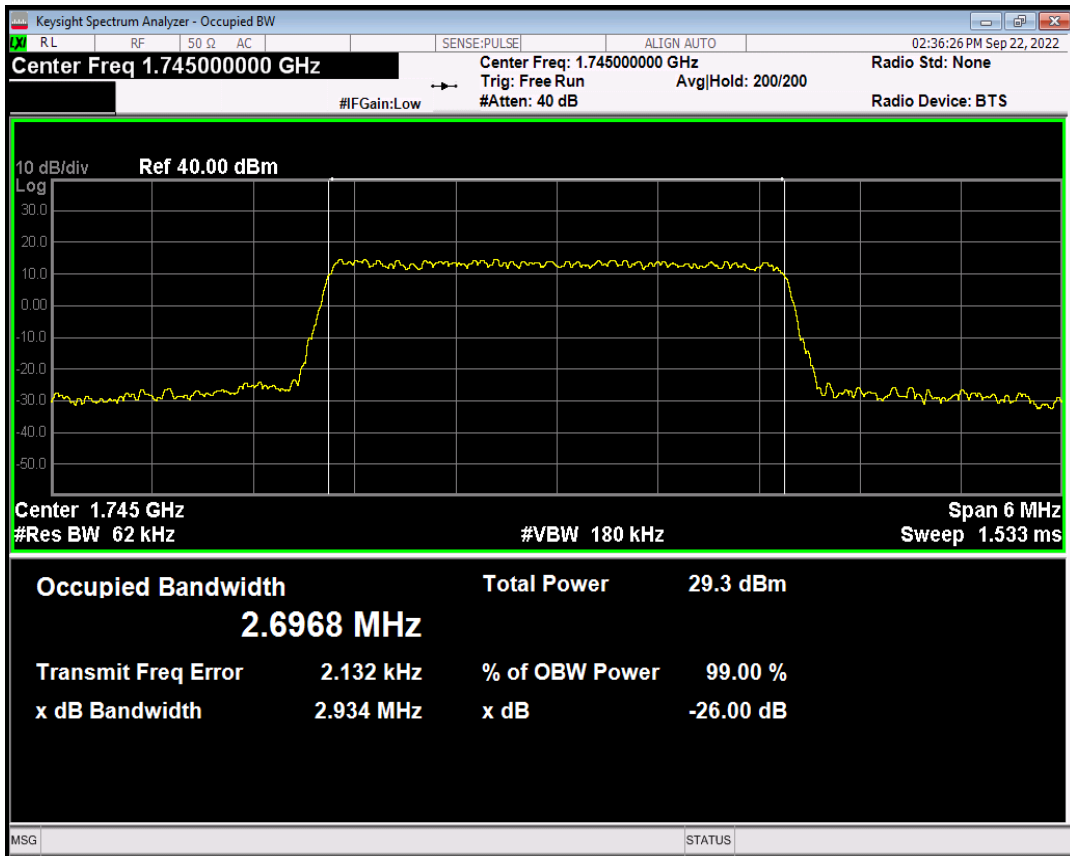 Keysight Spectrum Analyzer - Occupied BW
LXI RL RF 50 Ω AC SENSE:PULSE ALIGN AUTO 02:36:26 PM Sep 22, 2022
Center Freq 1.745000000 GHz
Center Freq: 1.745000000 GHz Radio Std: None
Trig: Free Run Avg|Hold: 200/200
#IFGain:Low #Atten: 40 dB Radio Device: BTS
10 dB/div Ref 40.00 dBm
Log
30.0
20.0
10.0
0.00
-10.0
-20.0
-30.0
-40.0
-50.0
Center 1.745 GHz Span 6 MHz
#Res BW 62 kHz #VBW 180 kHz Sweep 1.533 ms
Occupied Bandwidth Total Power 29.3 dBm
2.6968 MHz
Transmit Freq Error 2.132 kHz % of OBW Power 99.00 %
x dB Bandwidth 2.934 MHz x dB -26.00 dB
MSG STATUS